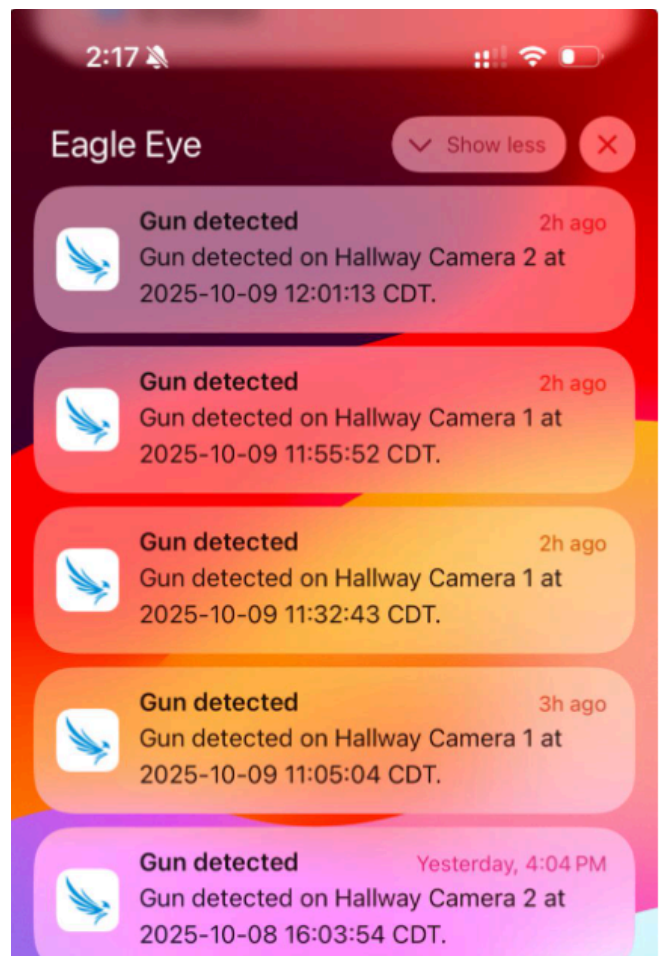 2:17
Eagle Eye
Show less
Gun detected
2h ago
Gun detected on Hallway Camera 2 at
2025-10-09 12:01:13 CDT.
Gun detected
2h ago
Gun detected on Hallway Camera 1 at
2025-10-09 11:55:52 CDT.
Gun detected
2h ago
Gun detected on Hallway Camera 1 at
2025-10-09 11:32:43 CDT.
Gun detected
3h ago
Gun detected on Hallway Camera 1 at
2025-10-09 11:05:04 CDT.
Gun detected
Yesterday, 4:04 PM
Gun detected on Hallway Camera 2 at
2025-10-08 16:03:54 CDT.